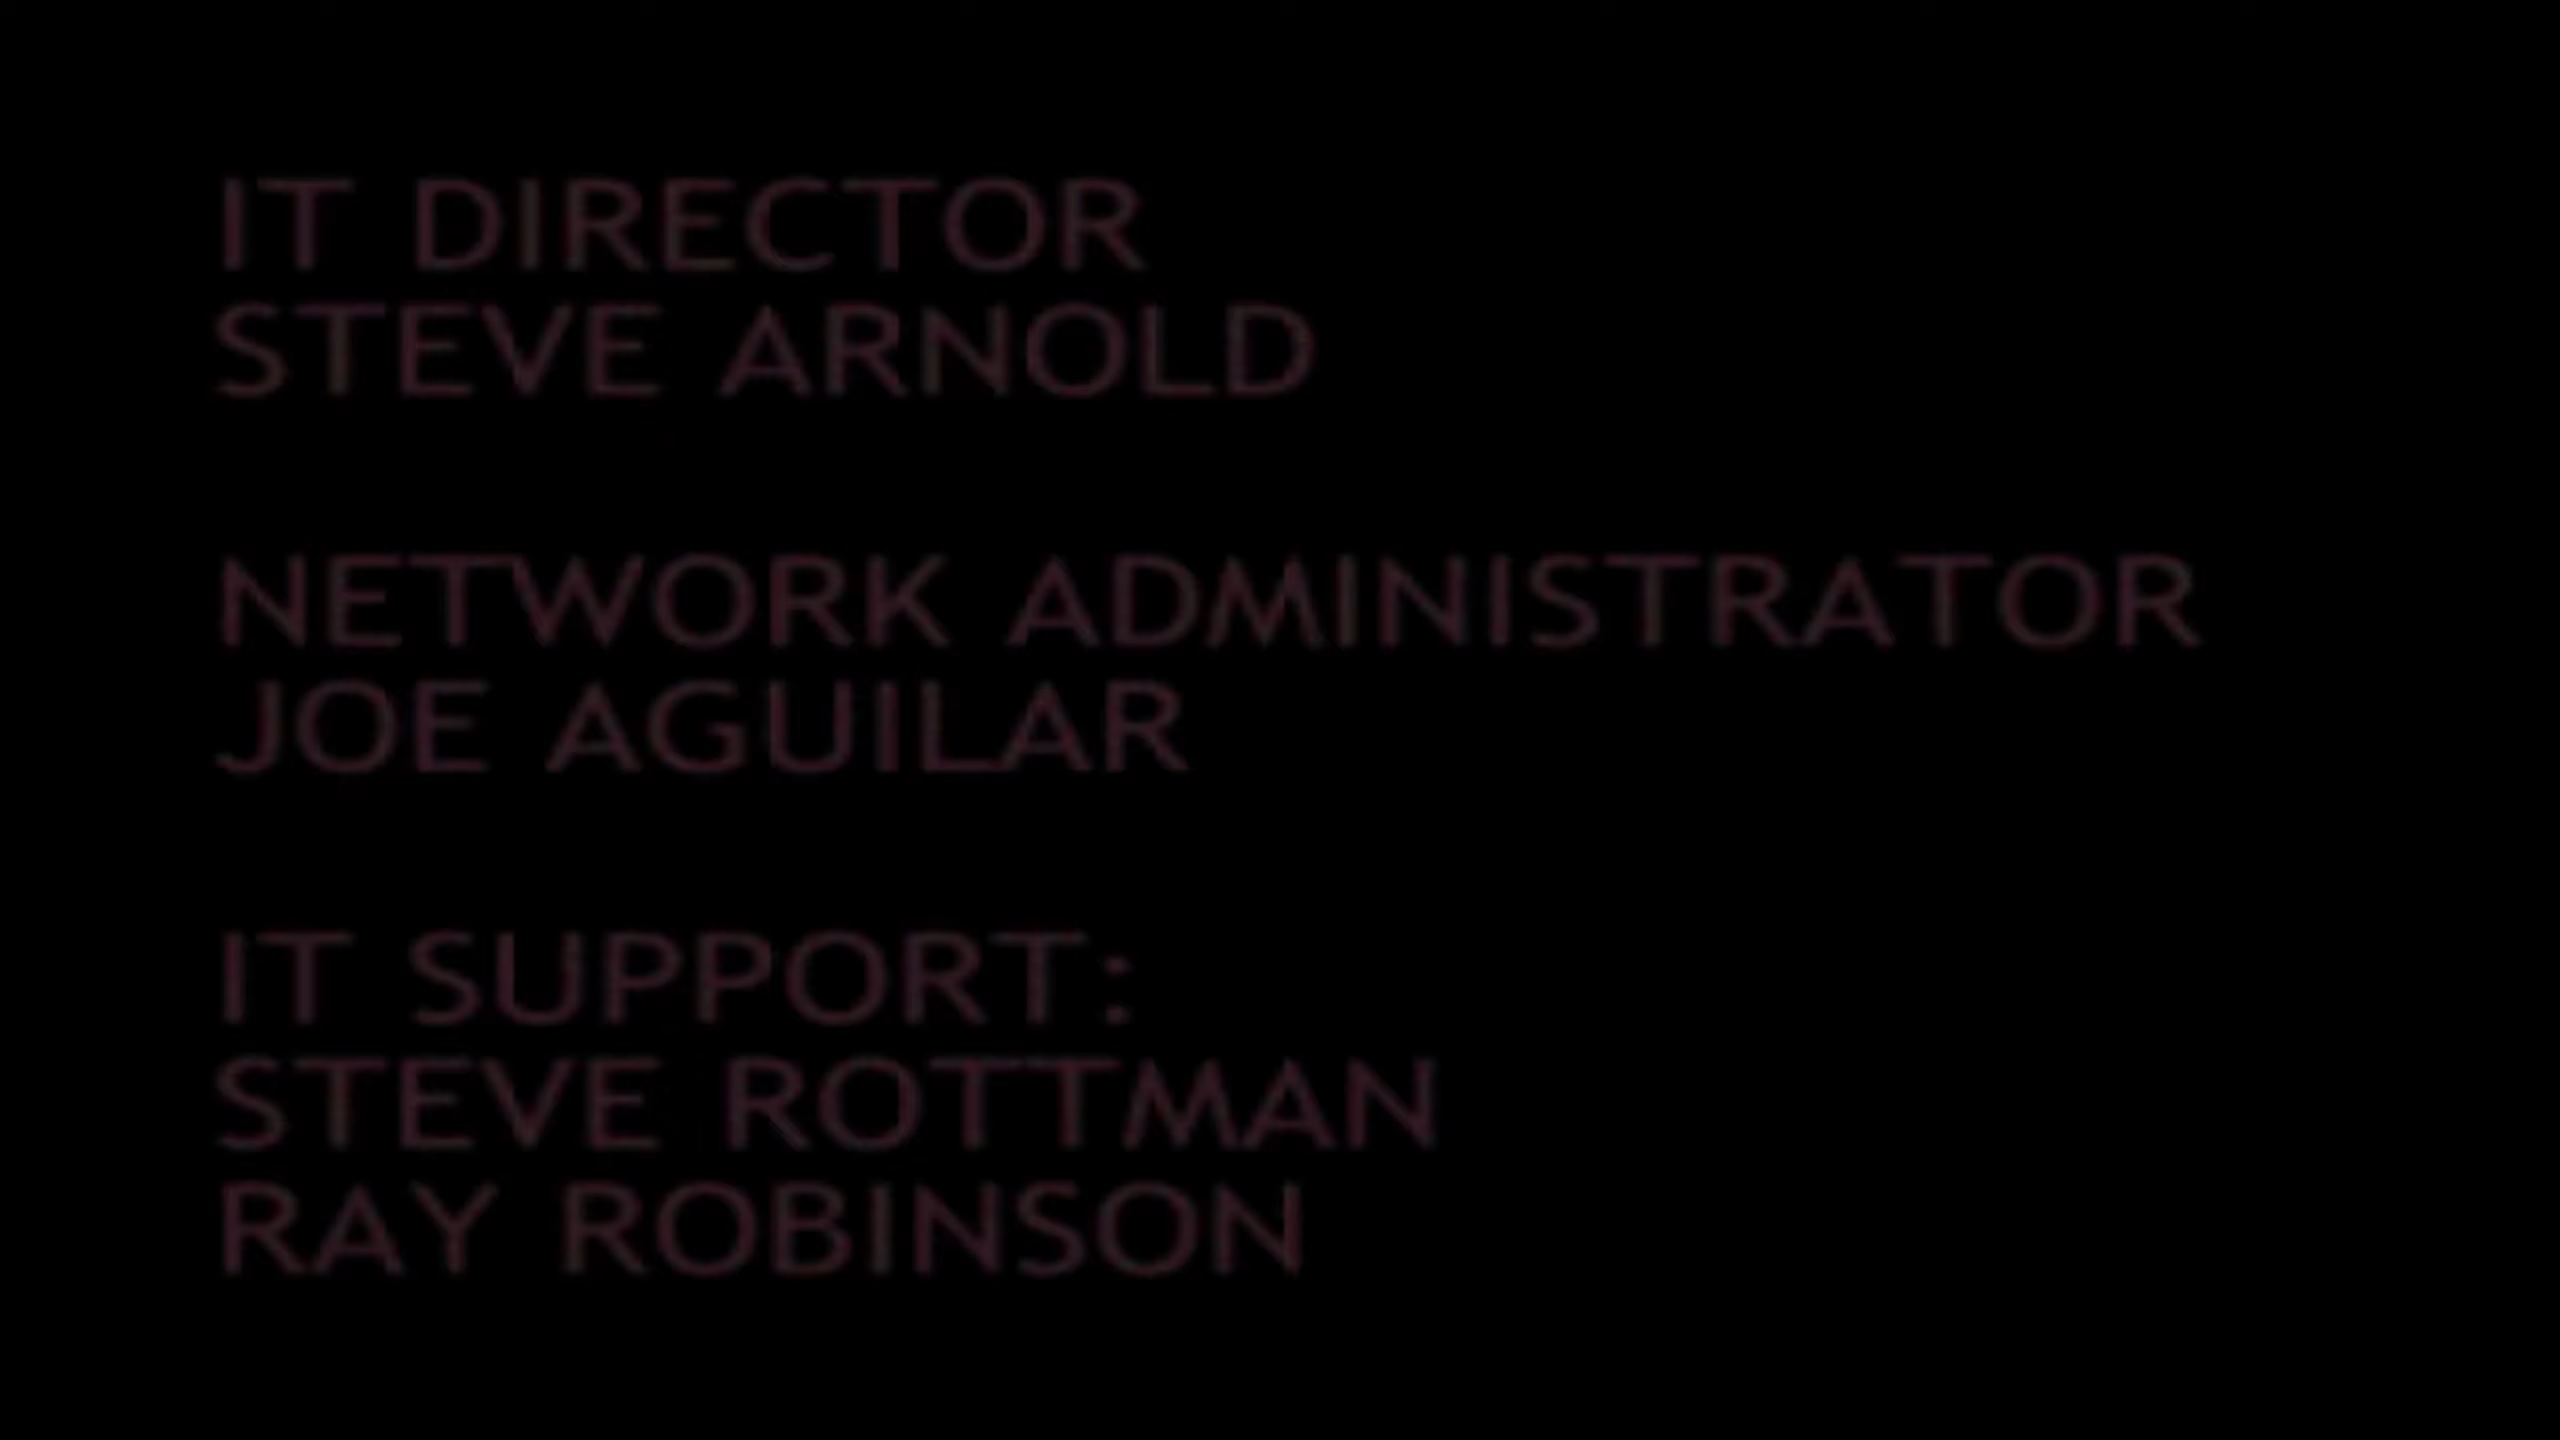 IT DIRECTOR
STEVE ARNOLD
NETWORK ADMINISTRATOR
JOE AGUILAR
IT SUPPORT:
STEVE ROTTMAN
RAY ROBINSON